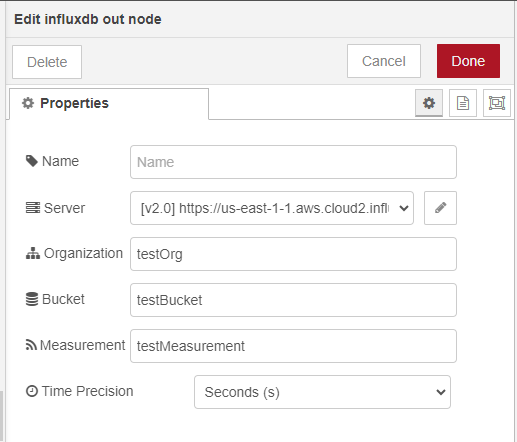 Edit influxdb out node
Delete Cancel Done
Properties
Name Name
Server [v2.0] https://us-east-1-1.aws.cloud2.influ
Organization testOrg
Bucket testBucket
Measurement testMeasurement
Time Precision Seconds (s)